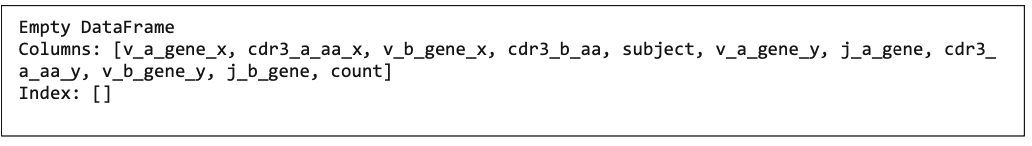 Empty DataFrame
Columns: [v_a_gene_x, cdr3_a_aa_x, v_b_gene_x, cdr3_b_aa, subject, v_a_gene_y, j_a_gene, cdr3_
a_aa_y, v_b_gene_y, j_b_gene, count]
Index: []